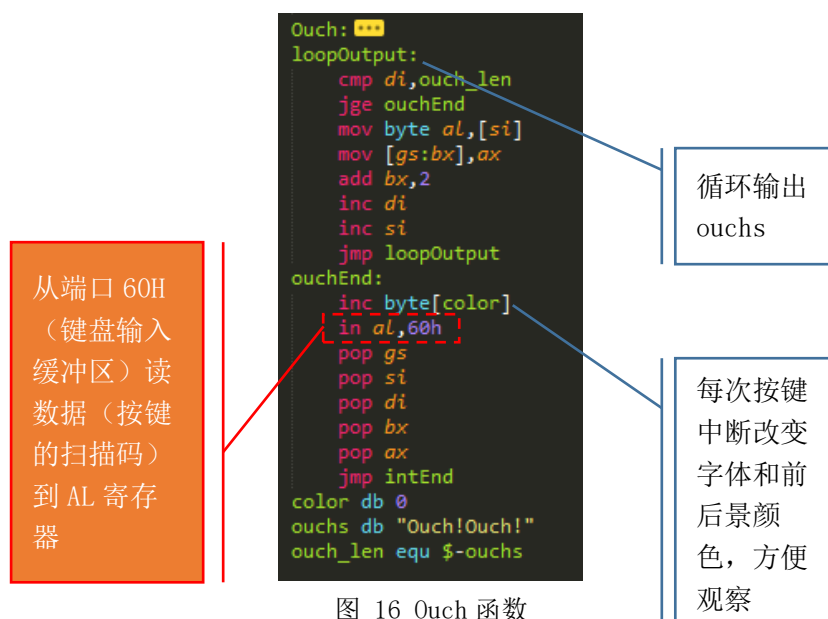 Ouch:
loopOutput:
cmp di,ouch_len
jge ouchEnd
mov byte al,[si]
mov [gs:bx],ax
add bx,2
inc di
inc si
jmp loopOutput
ouchEnd:
inc byte[color]
in al,60h
pop gs
pop si
pop di
pop bx
pop ax
jmp intEnd
color db 0
ouchs db "Ouch!Ouch!"
ouch_len equ $-ouchs
从端口 60H
（键盘输入
缓冲区）读
数据（按键
的扫描码）
到 AL 寄存
器
循环输出
ouchs
每次按键
中断改变
字体和前
后景颜
色，方便
观察
图 16 Ouch 函数